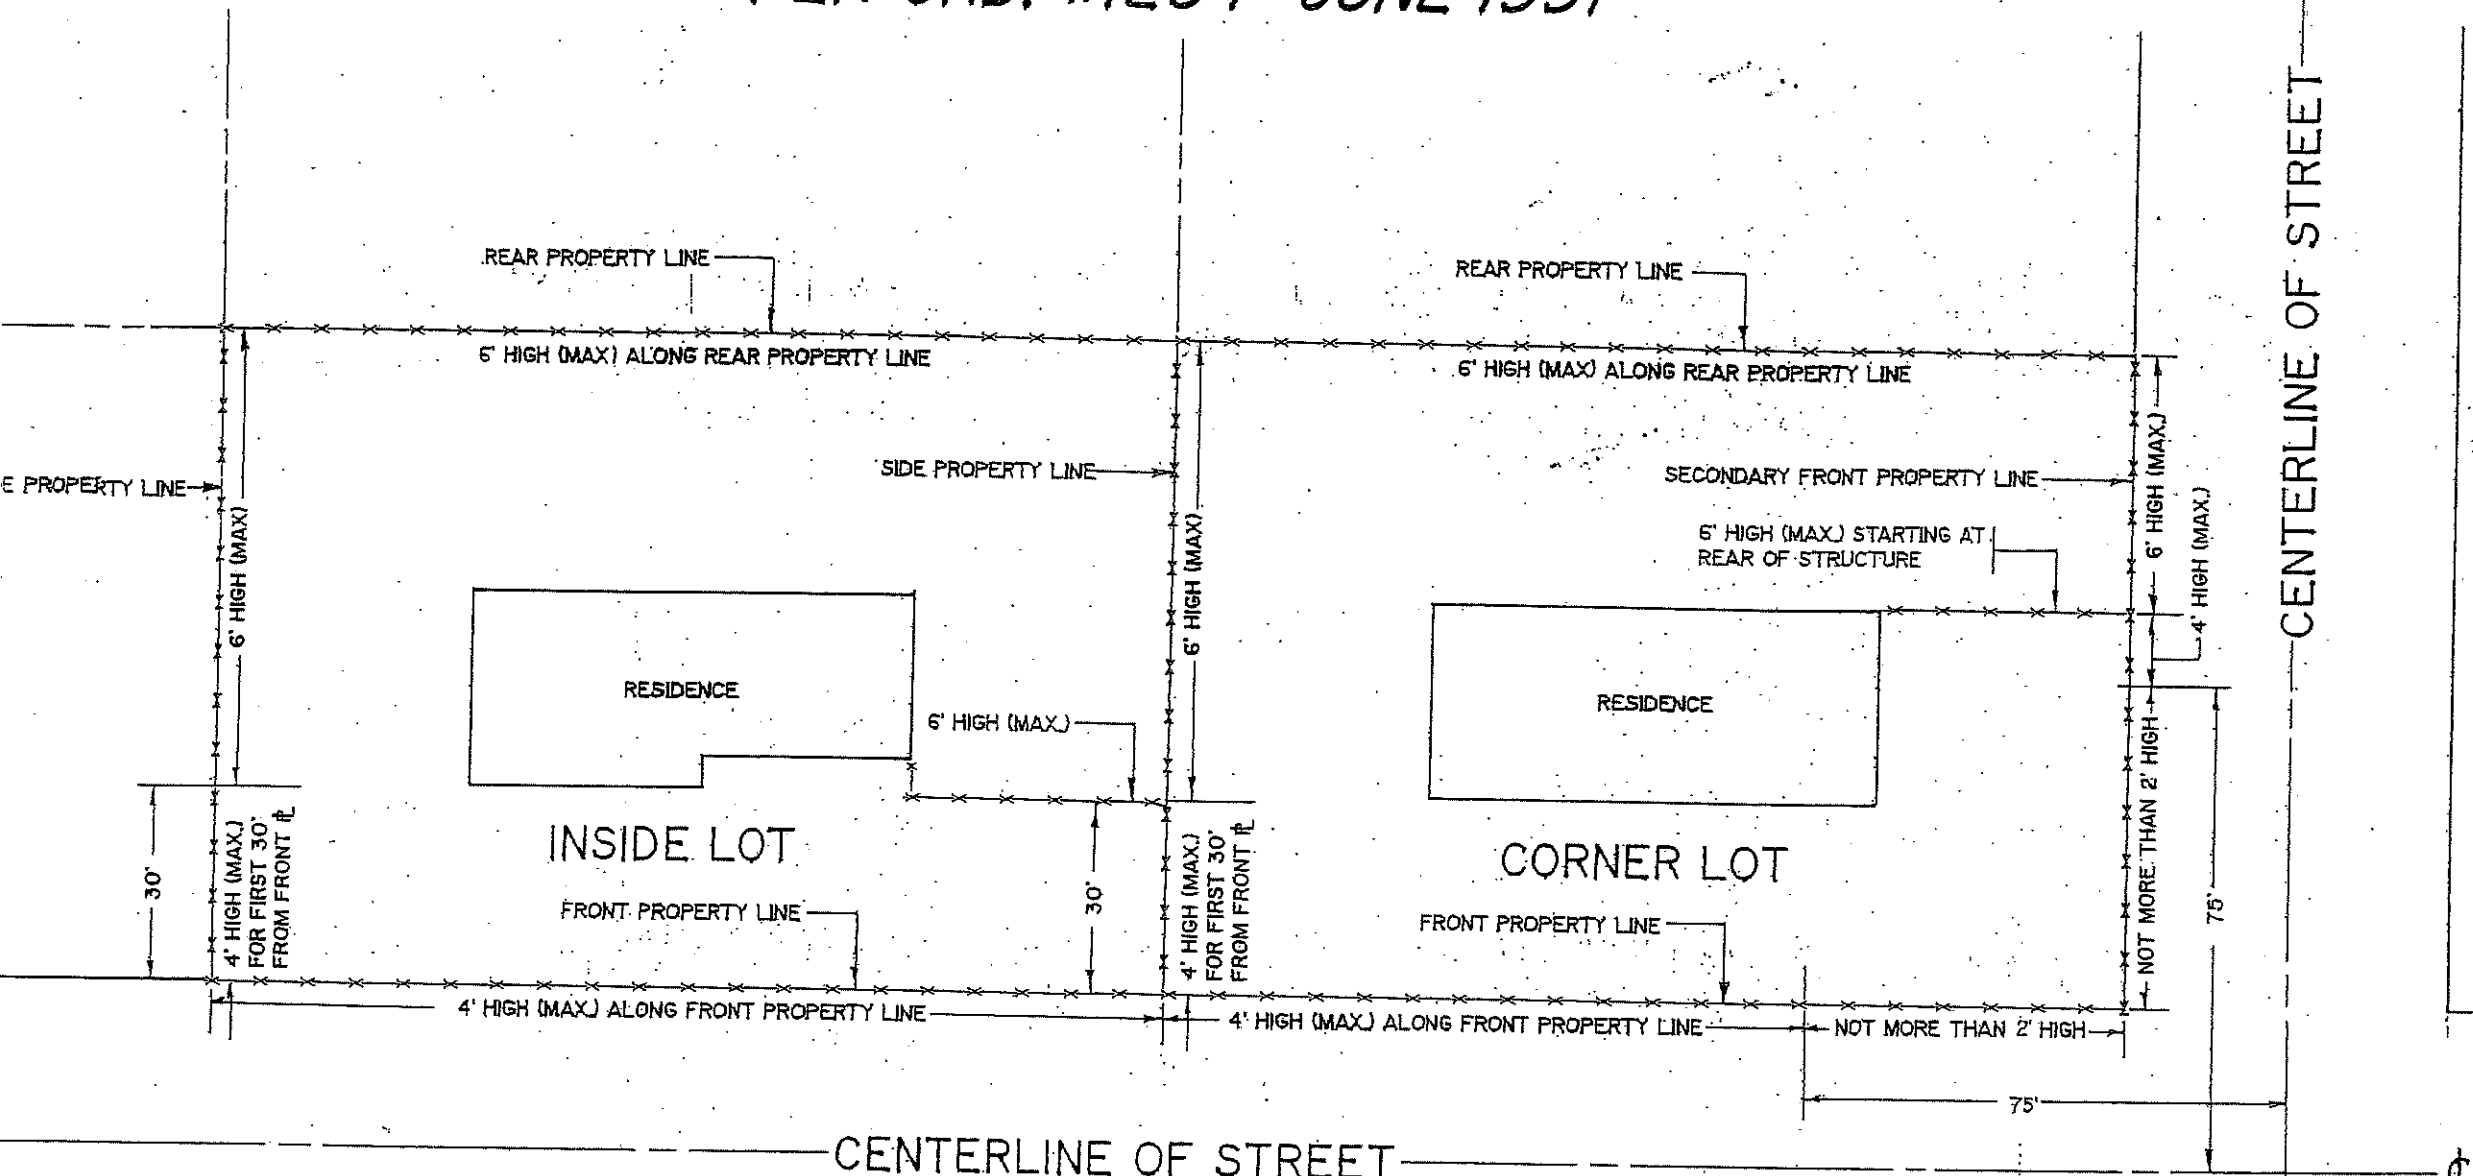 CENTERLINE OF STREET
REAR PROPERTY LINE
REAR PROPERTY LINE
6' HIGH (MAX) ALONG REAR PROPERTY LINE
6' HIGH (MAX) ALONG REAR PROPERTY LINE
SIDE PROPERTY LINE
E PROPERTY LINE
SECONDARY FRONT PROPERTY LINE
6' HIGH (MAX)
6' HIGH (MAX)
6' HIGH (MAX.)
4' HIGH (MAX.)
6' HIGH (MAX.) STARTING AT
REAR OF STRUCTURE
RESIDENCE
RESIDENCE
6' HIGH (MAX.)
NOT MORE THAN 2' HIGH
75'
INSIDE LOT
CORNER LOT
30'
4' HIGH (MAX.)
FOR FIRST 30'
FROM FRONT ⅊
30'
4' HIGH (MAX.)
FOR FIRST 30'
FROM FRONT ⅊
FRONT PROPERTY LINE
FRONT PROPERTY LINE
4' HIGH (MAX.) ALONG FRONT PROPERTY LINE
4' HIGH (MAX.) ALONG FRONT PROPERTY LINE
NOT MORE THAN 2' HIGH
75'
CENTERLINE OF STREET